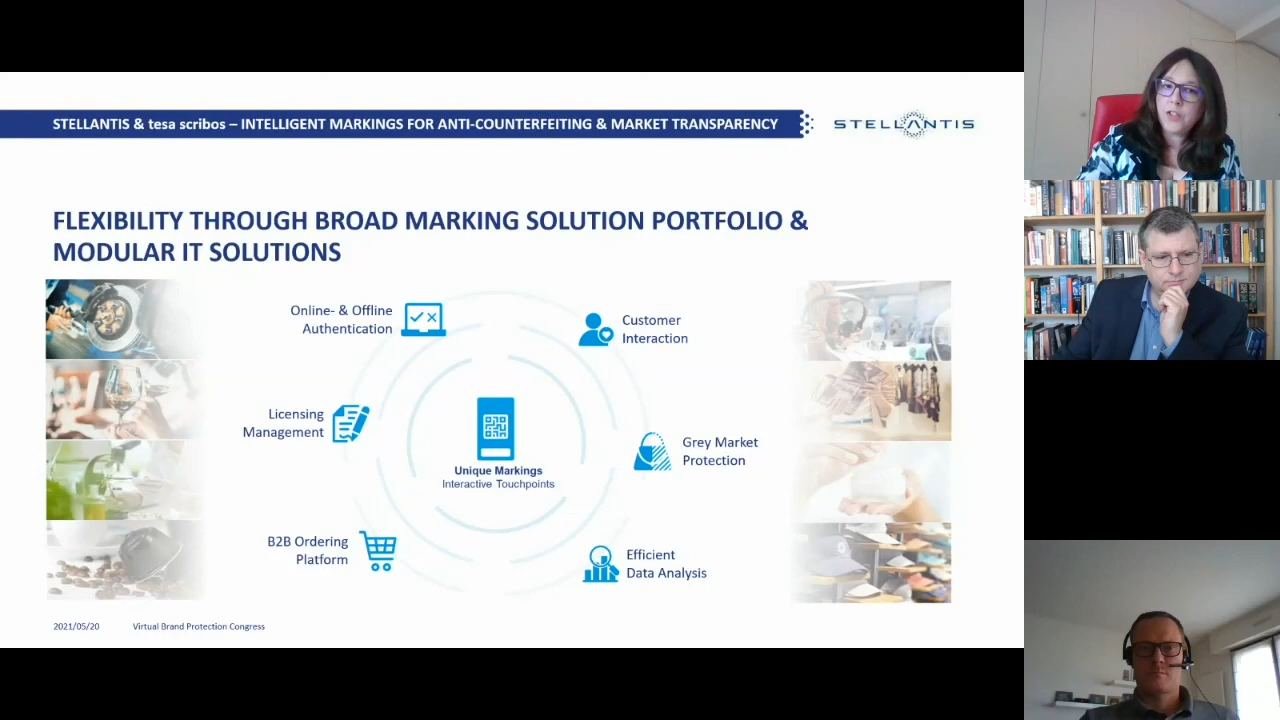 STELLANTIS & tesa scribos – INTELLIGENT MARKINGS FOR ANTI-COUNTERFEITING & MARKET TRANSPARENCY
STELLANTIS
FLEXIBILITY THROUGH BROAD MARKING SOLUTION PORTFOLIO &
MODULAR IT SOLUTIONS
Online- & Offline
Authentication
Customer
Interaction
Licensing
Management
Grey Market
Protection
Unique Markings
Interactive Touchpoints
B2B Ordering
Platform
Efficient
Data Analysis
2021/05/20
Virtual Brand Protection Congress